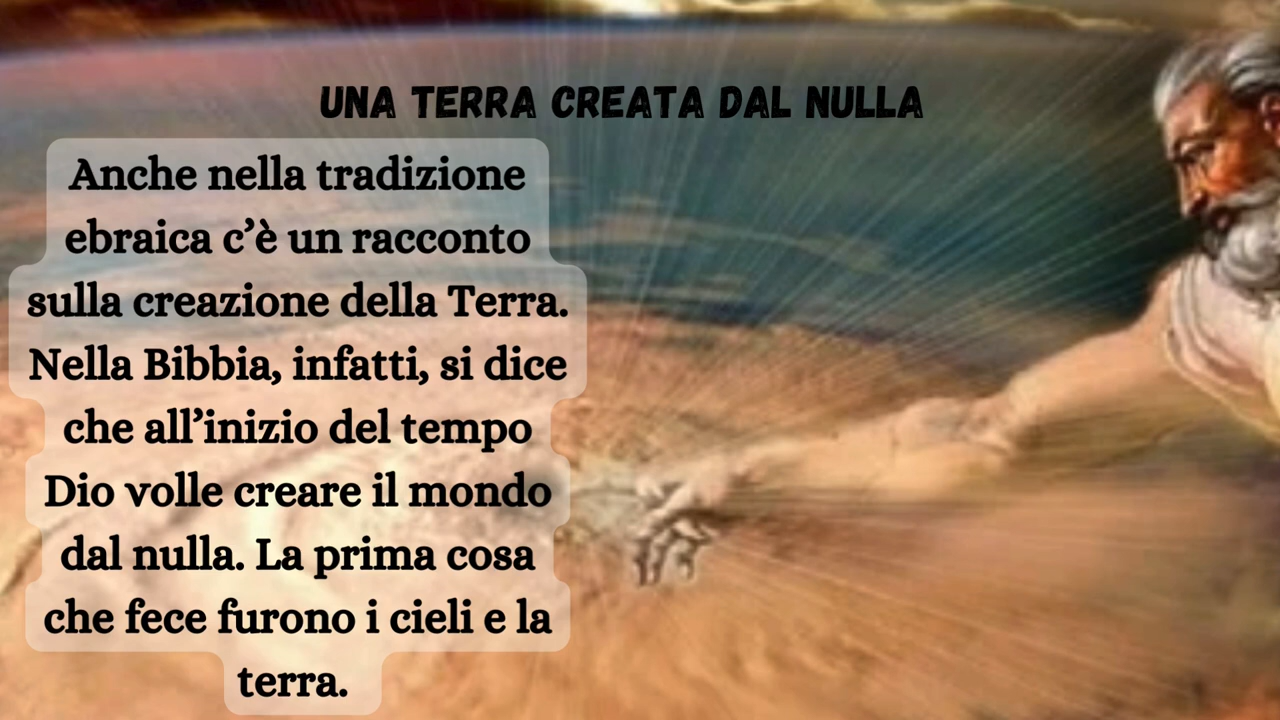 UNA TERRA CREATA DAL NULLA
Anche nella tradizione
ebraica c’è un racconto
sulla creazione della Terra.
Nella Bibbia, infatti, si dice
che all’inizio del tempo
Dio volle creare il mondo
dal nulla. La prima cosa
che fece furono i cieli e la
terra.